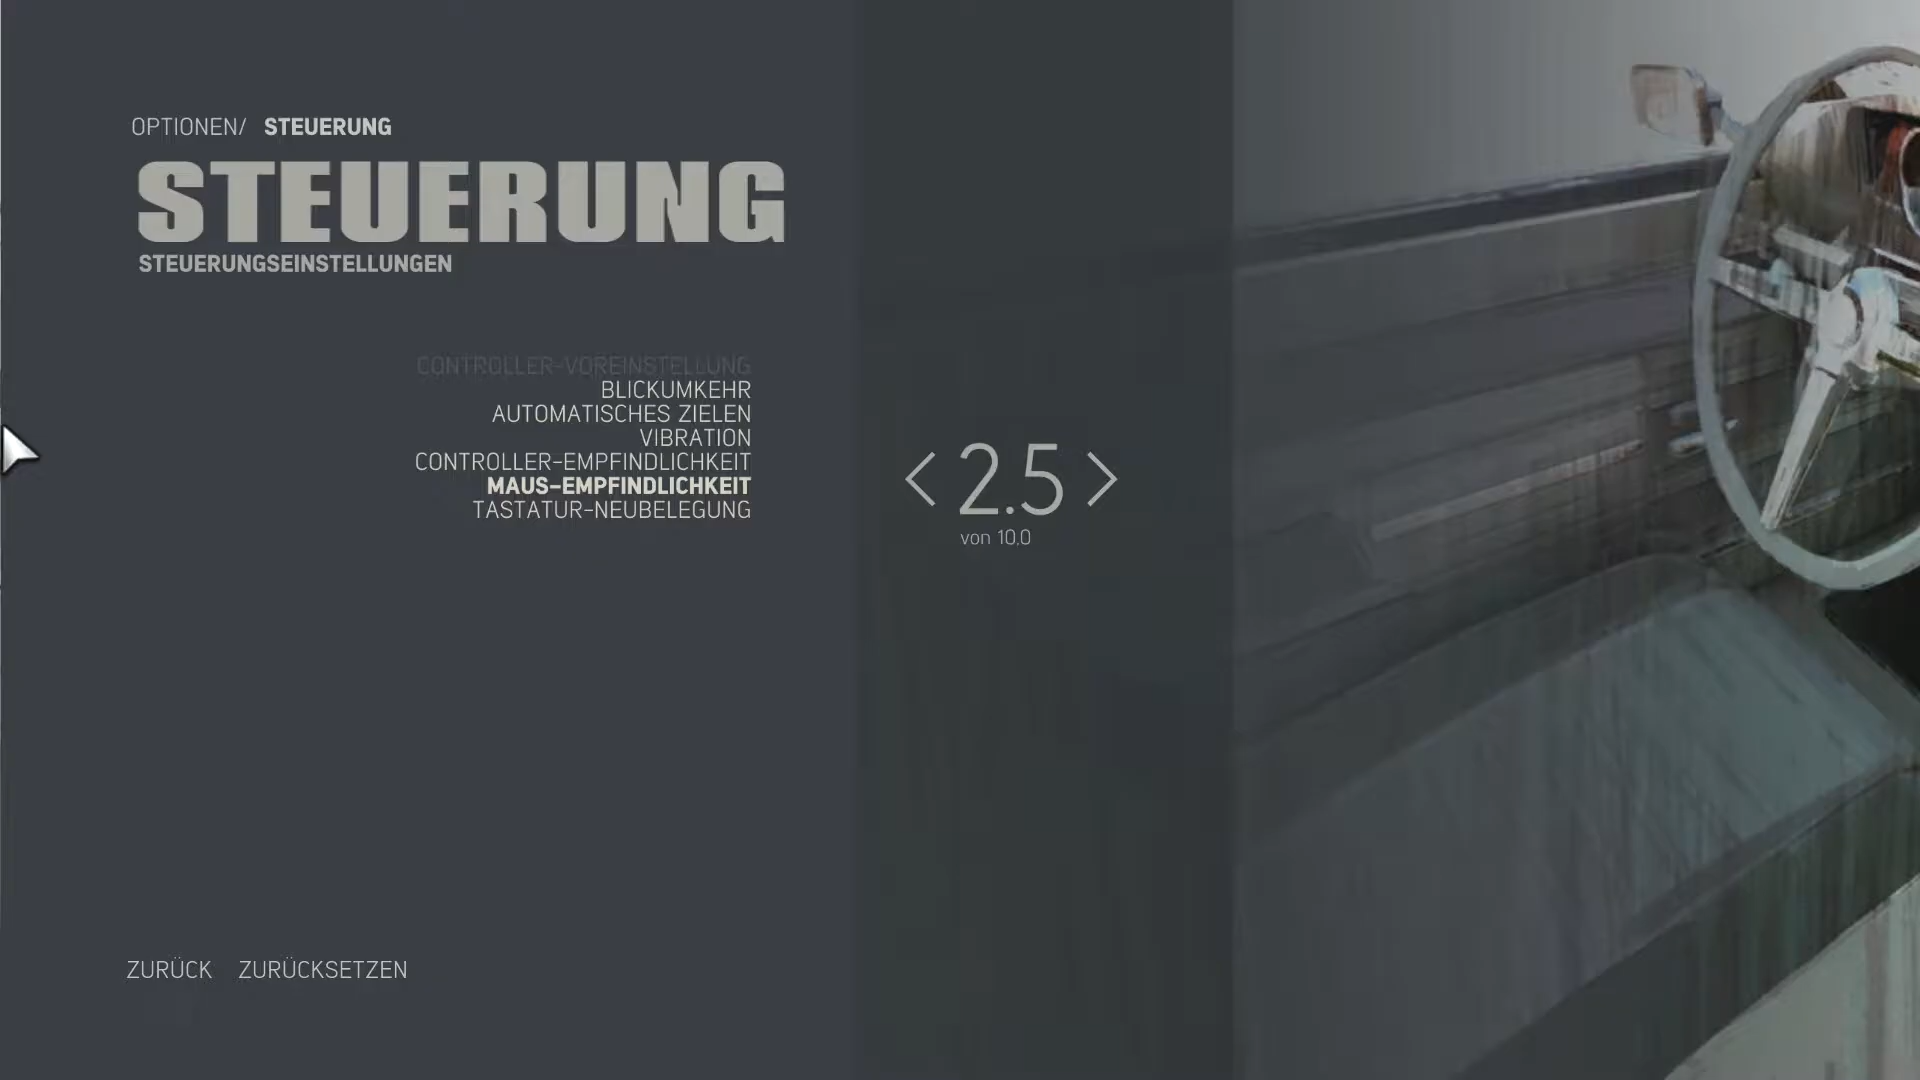 OPTIONEN/ STEUERUNG
STEUERUNG
STEUERUNGSEINSTELLUNGEN
CONTROLLER-VOREINSTELLUNG
BLICKUMKEHR
AUTOMATISCHES ZIELEN
VIBRATION
CONTROLLER-EMPFINDLICHKEIT
MAUS-EMPFINDLICHKEIT
TASTATUR-NEUBELEGUNG
< 2.5 >
von 10,0
ZURÜCK ZURÜCKSETZEN